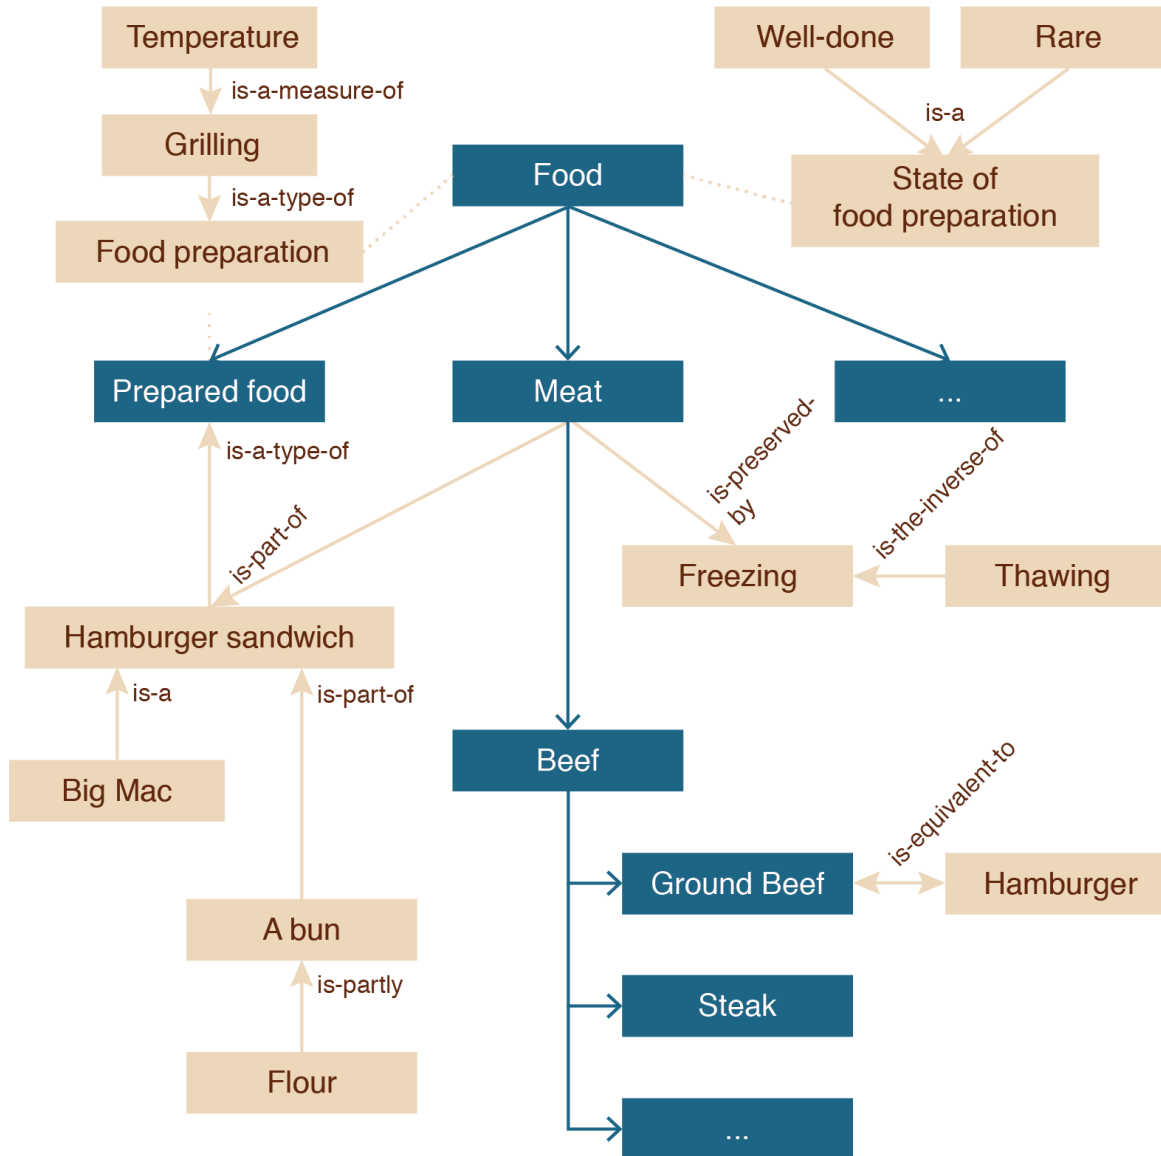 Temperature
Well-done
Rare
is-a-measure-of
is-a
Grilling
Food
State of
food preparation
is-a-type-of
Food preparation
Prepared food
Meat
...
is-a-type-of
is-preserved-
by
is-the-inverse-of
is-part-of
Freezing
Thawing
Hamburger sandwich
is-a
is-part-of
Beef
Big Mac
is-equivalent-to
Ground Beef
Hamburger
A bun
is-partly
Steak
Flour
...